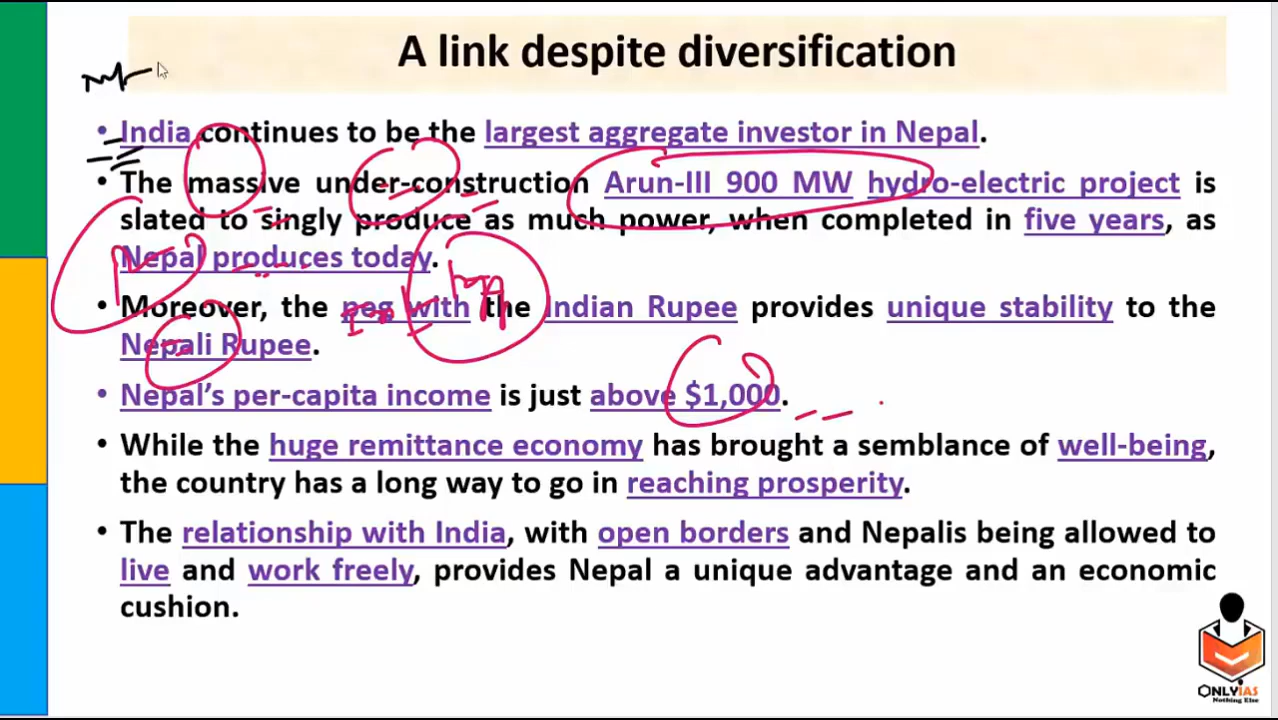 A link despite diversification
• India continues to be the largest aggregate investor in Nepal.
• The massive under-construction Arun-III 900 MW hydro-electric project is
slated to singly produce as much power, when completed in five years, as
Nepal produces today.
• Moreover, the peg with the Indian Rupee provides unique stability to the
Nepali Rupee.
• Nepal’s per-capita income is just above $1,000.
• While the huge remittance economy has brought a semblance of well-being,
the country has a long way to go in reaching prosperity.
• The relationship with India, with open borders and Nepalis being allowed to
live and work freely, provides Nepal a unique advantage and an economic
cushion.
ONLYIAS
Nothing Else